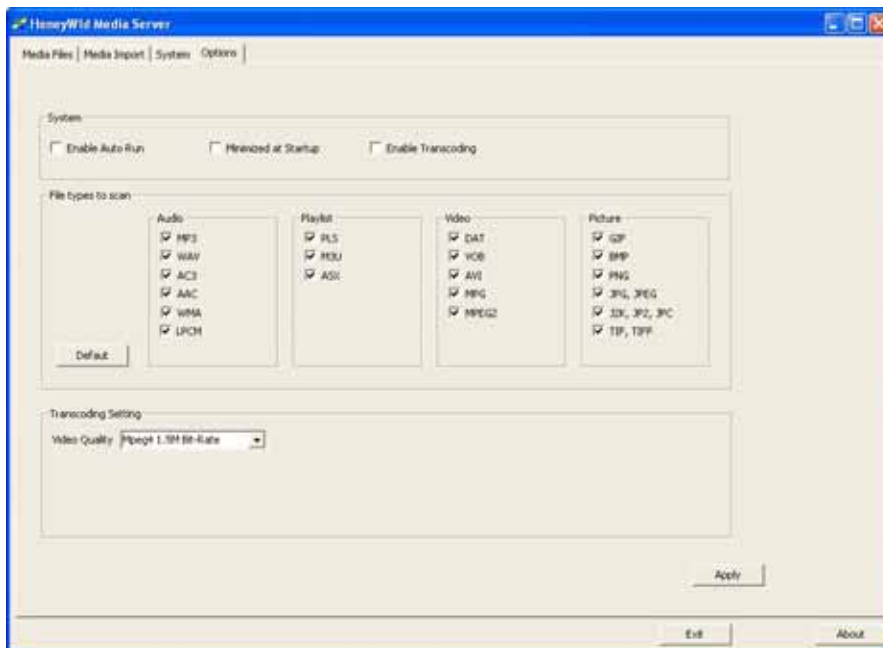 HoneyWld Media Server
Media Files | Media Import | System Options
System
Enable Auto Run Minimized at Startup Enable Transcoding
File types to scan
Audio Playlist Video Picture
MP3 PLS DAT GIF
WAV M3U VOB BMP
AC3 ASX AVI PNG
AAC MPG JPG, JPEG
WMA MPEG2 J2K, JP2, JPC
LPCM TIF, TIFF
Default
Transcoding Setting
Video Quality Mpeg4 1.5M Bit-Rate
Apply
Exit About